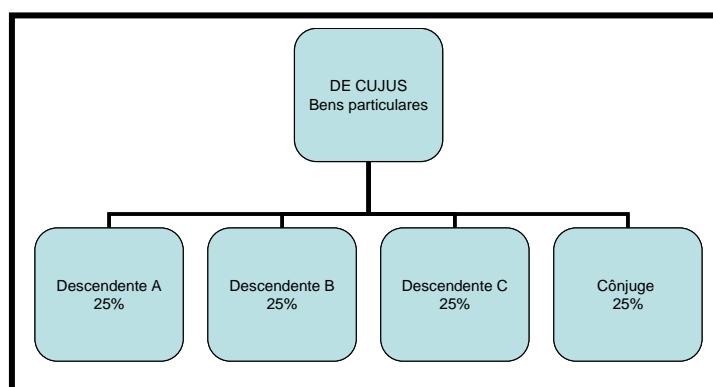 DE CUJUS
Bens particulares
Descendente A
25%
Descendente B
25%
Descendente C
25%
Cônjuge
25%